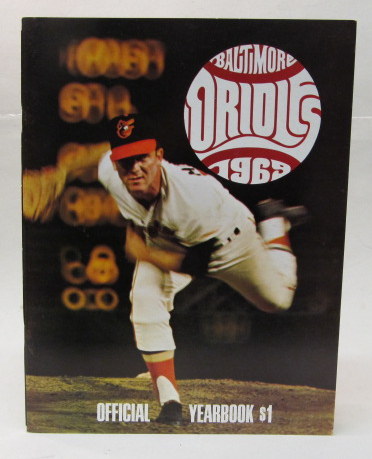 BALTIMORE
ORIOLES
1969
OFFICIAL YEARBOOK $1